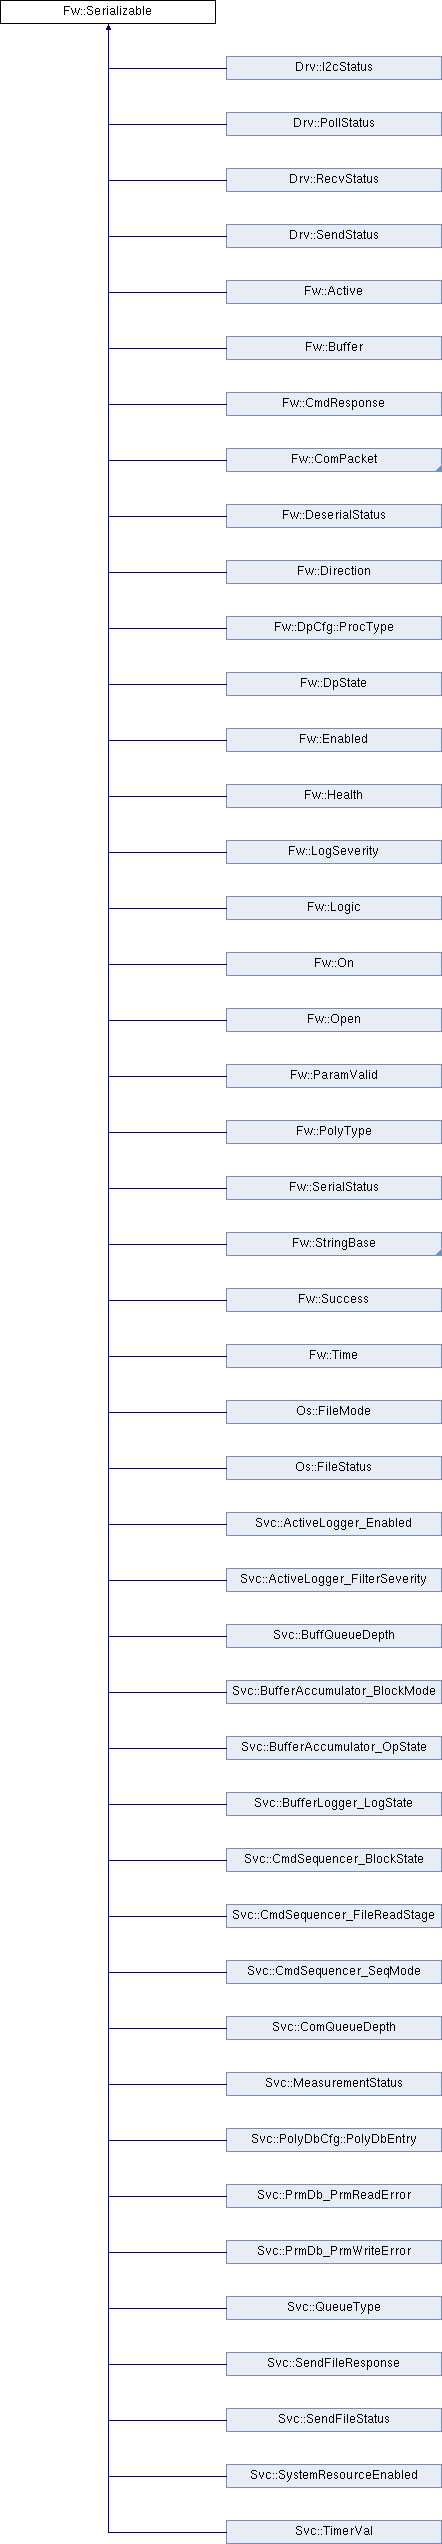 Fw::Serializable
Drv::I2cStatus
Drv::PollStatus
Drv::RecvStatus
Drv::SendStatus
Fw::Active
Fw::Buffer
Fw::CmdResponse
Fw::ComPacket
Fw::DeserialStatus
Fw::Direction
Fw::DpCfg::ProcType
Fw::DpState
Fw::Enabled
Fw::Health
Fw::LogSeverity
Fw::Logic
Fw::On
Fw::Open
Fw::ParamValid
Fw::PolyType
Fw::SerialStatus
Fw::StringBase
Fw::Success
Fw::Time
Os::FileMode
Os::FileStatus
Svc::ActiveLogger_Enabled
Svc::ActiveLogger_FilterSeverity
Svc::BuffQueueDepth
Svc::BufferAccumulator_BlockMode
Svc::BufferAccumulator_OpState
Svc::BufferLogger_LogState
Svc::CmdSequencer_BlockState
Svc::CmdSequencer_FileReadStage
Svc::CmdSequencer_SeqMode
Svc::ComQueueDepth
Svc::MeasurementStatus
Svc::PolyDbCfg::PolyDbEntry
Svc::PrmDb_PrmReadError
Svc::PrmDb_PrmWriteError
Svc::QueueType
Svc::SendFileResponse
Svc::SendFileStatus
Svc::SystemResourceEnabled
Svc::TimerVal